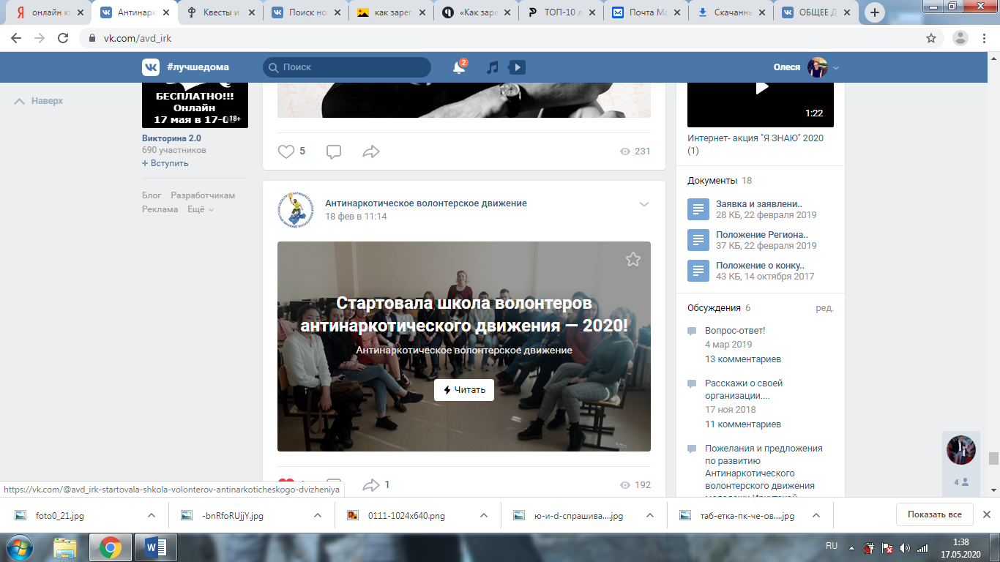 онлайн к
Антинарк
Квесты и
Поиск но
как зарег
«Как заре
ТОП-10 л
Почта Ма
Скачанны
ОБЩЕЕ Д
vk.com/avd_irk
#лучшедома
Поиск
2
Олеся
Наверх
БЕСПЛАТНО!!!
Онлайн
17 мая в 17-0
18+
Викторина 2.0
690 участников
+ Вступить
Блог Разработчикам
Реклама Ещё
5
231
Антинаркотическое волонтерское движение
18 фев в 11:14
Стартовала школа волонтеров
антинаркотического движения — 2020!
Антинаркотическое волонтерское движение
Читать
1
192
1:22
Интернет- акция "Я ЗНАЮ" 2020
(1)
Документы 18
Заявка и заявлени..
28 КБ, 22 февраля 2019
Положение Региона..
37 КБ, 22 февраля 2019
Положение о конку..
43 КБ, 14 октября 2017
Обсуждения 6 ред.
Вопрос-ответ!
4 мар 2019
13 комментариев
Расскажи о своей
организации....
17 ноя 2018
11 комментариев
Пожелания и предложения
по развитию
Антинаркотического
волонтерского движения
4
https://vk.com/@avd_irk-startovala-shkola-volonterov-antinarkoticheskogo-dvizheniya
foto0_21.jpg
-bnRfoRUjjY.jpg
0111-1024x640.png
ю-и-d-спрашива....jpg
таб-етка-пк-че-ов....jpg
Показать все
RU
1:38
17.05.2020